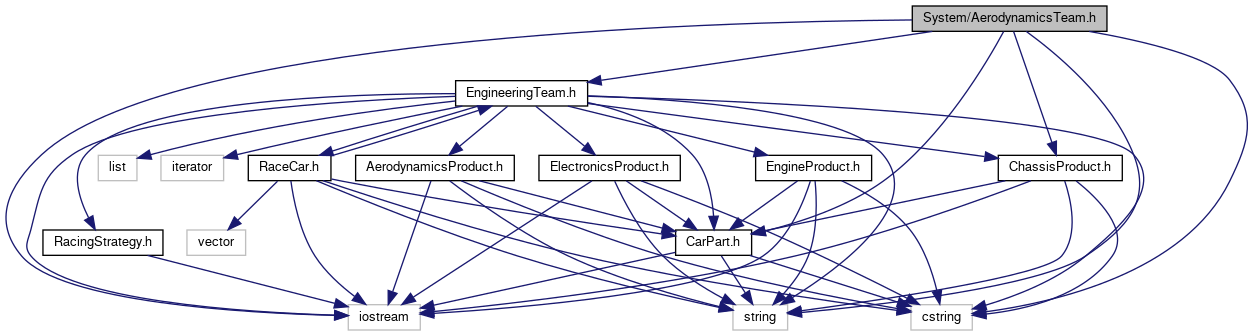 System/AerodynamicsTeam.h
EngineeringTeam.h
list
iterator
RaceCar.h
AerodynamicsProduct.h
ElectronicsProduct.h
EngineProduct.h
ChassisProduct.h
RacingStrategy.h
vector
CarPart.h
iostream
string
cstring